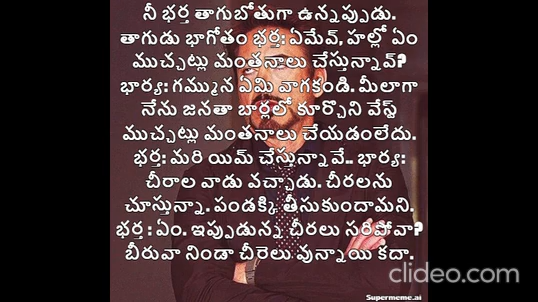 నీ భర్త తాగుబోతుగా ఉన్నప్పుడు.
తాగుడు భాగోతం భర్త: ఏమేవ్, హల్లో ఏం
ముచ్చట్లు మంతనాలు చేస్తున్నావ్?
భార్య: గమ్మున ఏమి వాగకండి. మీలాగా
నేను జనతా బార్లలో కూర్చొని వేస్ట్
ముచ్చట్లు మంతనాలు చేయడంలేదు.
భర్త: మరి యిమ్ చేస్తున్నావే.. భార్య:
చీరాల వాడు వచ్చాడు. చీరలను
చూస్తున్నా. పండక్కి తీసుకుందామని.
భర్త : ఏం. ఇప్పుడున్న చీరలు సరిపోవా?
బీరువా నిండా చీరెలు వున్నాయి కదా.
clideo.com
Supermeme.ai